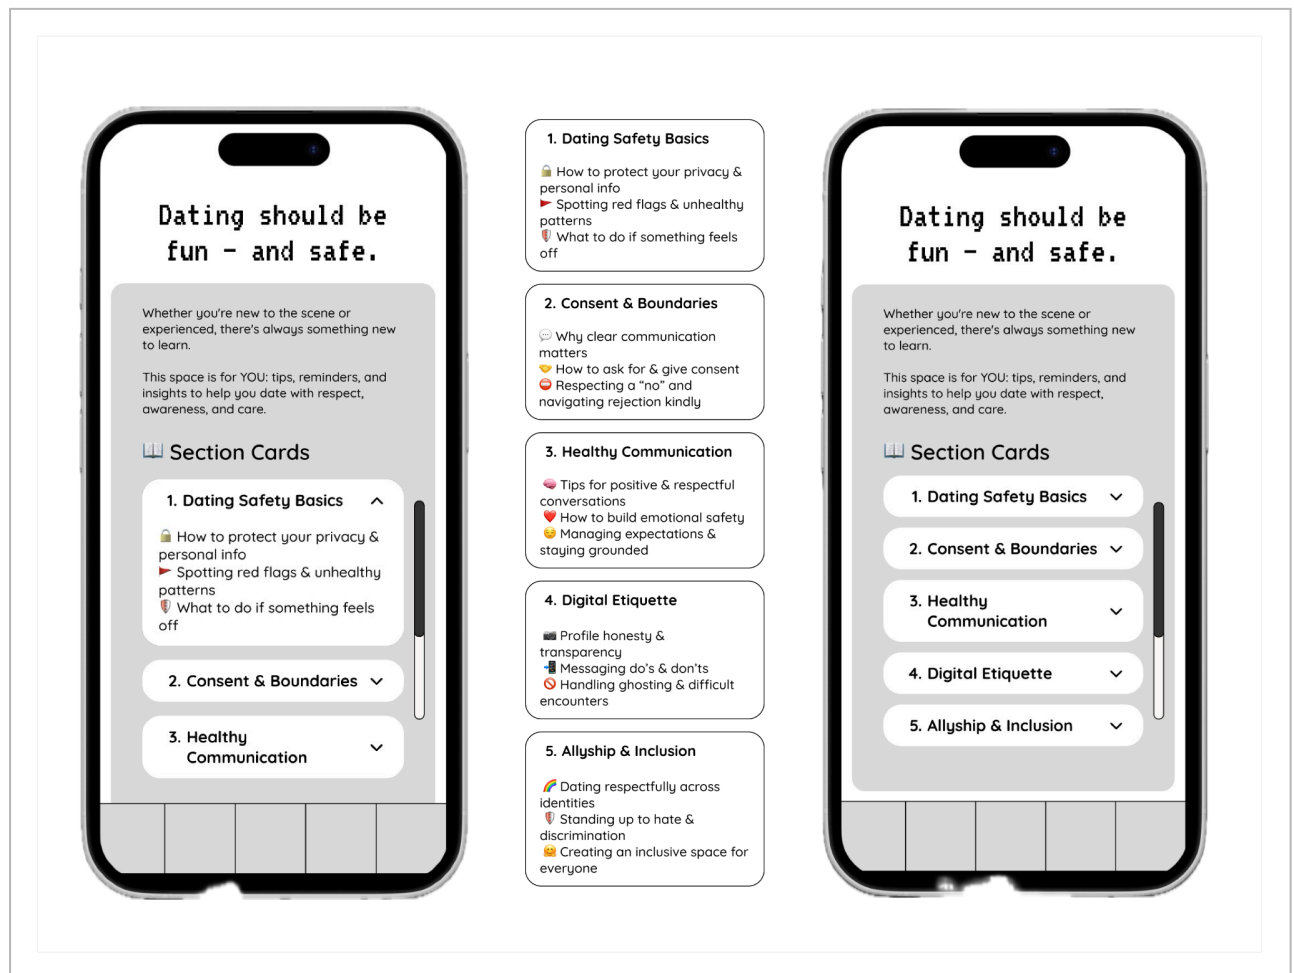 Dating should be
fun - and safe.
Whether you're new to the scene or
experienced, there's always something new
to learn.
This space is for YOU: tips, reminders, and
insights to help you date with respect,
awareness, and care.
📖 Section Cards
1. Dating Safety Basics
🔒 How to protect your privacy &
personal info
🚩 Spotting red flags & unhealthy
patterns
🛡️ What to do if something feels
off
2. Consent & Boundaries
3. Healthy
Communication
1. Dating Safety Basics
🔒 How to protect your privacy &
personal info
🚩 Spotting red flags & unhealthy
patterns
🛡️ What to do if something feels
off
2. Consent & Boundaries
💬 Why clear communication
matters
🤝 How to ask for & give consent
⛔ Respecting a “no” and
navigating rejection kindly
3. Healthy Communication
🧠 Tips for positive & respectful
conversations
❤️ How to build emotional safety
😌 Managing expectations &
staying grounded
4. Digital Etiquette
📷 Profile honesty &
transparency
📲 Messaging do’s & don’ts
🚫 Handling ghosting & difficult
encounters
5. Allyship & Inclusion
🌈 Dating respectfully across
identities
🛡️ Standing up to hate &
discrimination
🤗 Creating an inclusive space for
everyone
Dating should be
fun - and safe.
Whether you're new to the scene or
experienced, there's always something new
to learn.
This space is for YOU: tips, reminders, and
insights to help you date with respect,
awareness, and care.
📖 Section Cards
1. Dating Safety Basics
2. Consent & Boundaries
3. Healthy
Communication
4. Digital Etiquette
5. Allyship & Inclusion